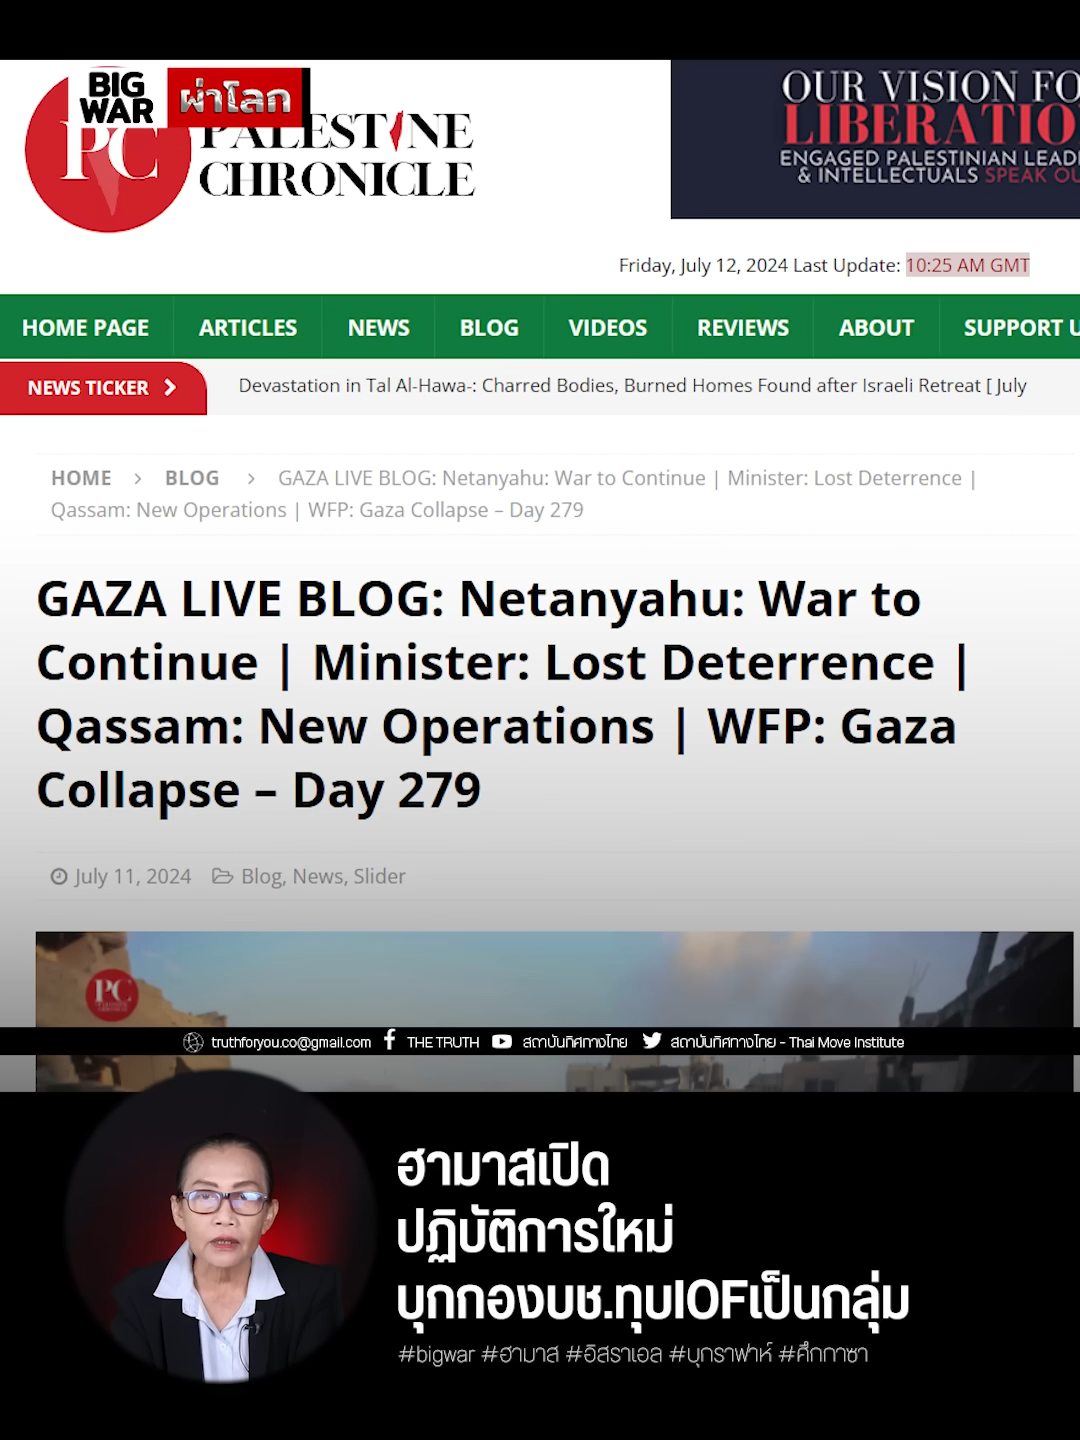 BIG
WAR
ผ่าโลก
PC
PALESTINE
CHRONICLE
OUR VISION FO
LIBERATIO
ENGAGED PALESTINIAN LEAD
& INTELLECTUALS SPEAK OU
Friday, July 12, 2024 Last Update: 10:25 AM GMT
HOME PAGE ARTICLES NEWS BLOG VIDEOS REVIEWS ABOUT SUPPORT U
NEWS TICKER
Devastation in Tal Al-Hawa-: Charred Bodies, Burned Homes Found after Israeli Retreat [ July
HOME > BLOG > GAZA LIVE BLOG: Netanyahu: War to Continue | Minister: Lost Deterrence |
Qassam: New Operations | WFP: Gaza Collapse – Day 279
GAZA LIVE BLOG: Netanyahu: War to
Continue | Minister: Lost Deterrence |
Qassam: New Operations | WFP: Gaza
Collapse – Day 279
July 11, 2024 Blog, News, Slider
PC
truthforyou.co@gmail.com THE TRUTH สถาบันทิศทางไทย สถาบันทิศทางไทย - Thai Move Institute
ฮามาสเปิด
ปฏิบัติการใหม่
บุกกองบช.ทุบIOFเป็นกลุ่ม
#bigwar #ฮามาส #อิสราเอล #บุกราฟาห์ #ศึกกาซา